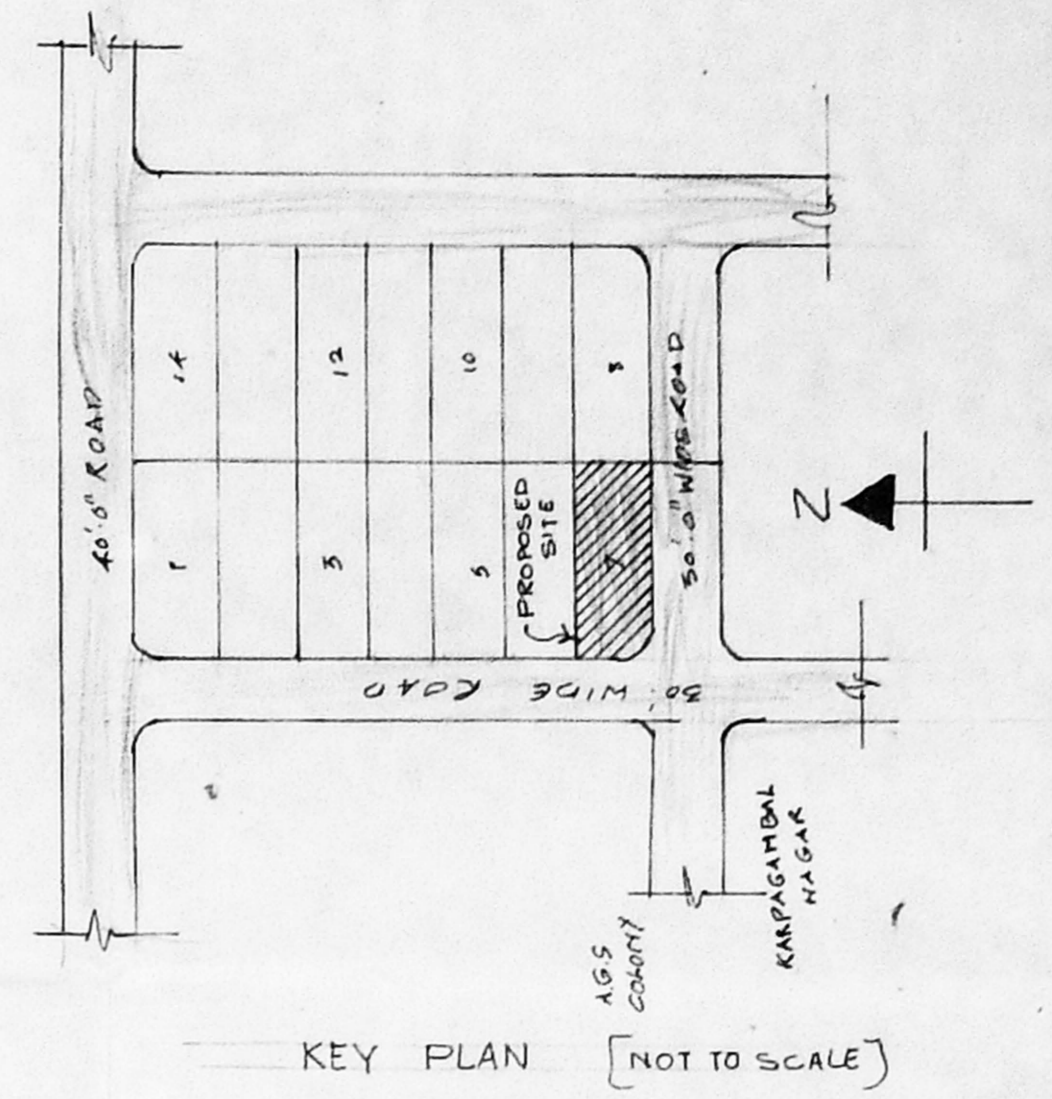 40'.0" ROAD
14
12
10
8
1
3
5
7
PROPOSED
SITE
30'.0" WIDE ROAD
30'. WIDE ROAD
N
A.G.S
COLONY
KARPAGAMBAL
NAGAR
KEY PLAN [NOT TO SCALE]